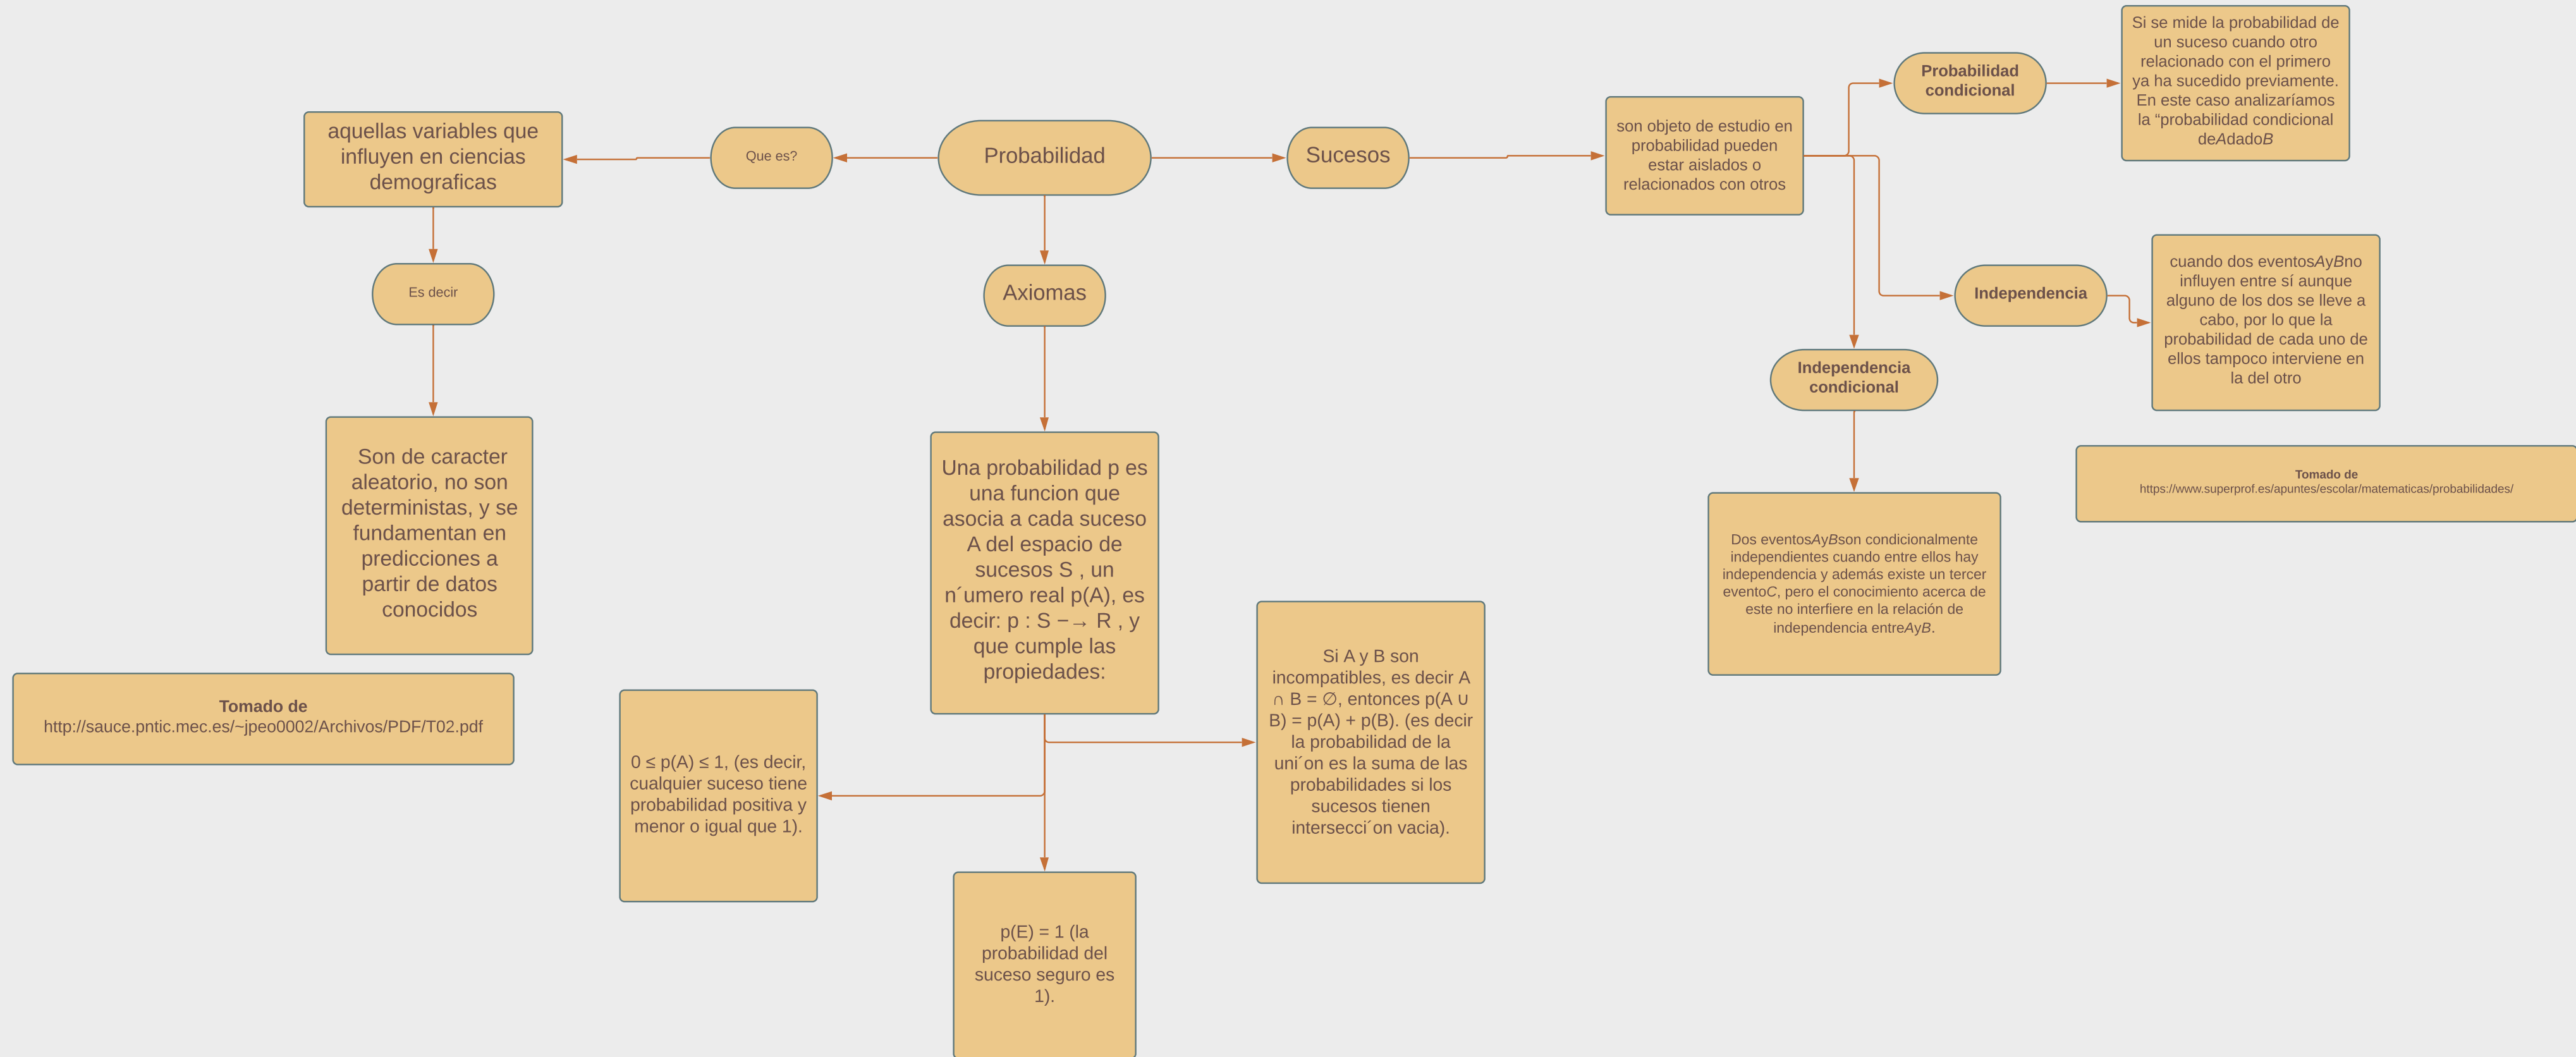 Probabilidad
Que es?
aquellas variables que
influyen en ciencias
demograficas
Es decir
Son de caracter
aleatorio, no son
deterministas, y se
fundamentan en
predicciones a
partir de datos
conocidos
Tomado de
http://sauce.pntic.mec.es/~jpeo0002/Archivos/PDF/T02.pdf
Axiomas
Una probabilidad p es
una funcion que
asocia a cada suceso
A del espacio de
sucesos S , un
n´umero real p(A), es
decir: p : S −→ R , y
que cumple las
propiedades:
0 ≤ p(A) ≤ 1, (es decir,
cualquier suceso tiene
probabilidad positiva y
menor o igual que 1).
p(E) = 1 (la
probabilidad del
suceso seguro es
1).
Si A y B son
incompatibles, es decir A
∩ B = ∅, entonces p(A ∪
B) = p(A) + p(B). (es decir
la probabilidad de la
uni´on es la suma de las
probabilidades si los
sucesos tienen
intersecci´on vacia).
Sucesos
son objeto de estudio en
probabilidad pueden
estar aislados o
relacionados con otros
Probabilidad
condicional
Si se mide la probabilidad de
un suceso cuando otro
relacionado con el primero
ya ha sucedido previamente.
En este caso analizaríamos
la “probabilidad condicional
deAdadoB
Independencia
cuando dos eventosAyBno
influyen entre sí aunque
alguno de los dos se lleve a
cabo, por lo que la
probabilidad de cada uno de
ellos tampoco interviene en
la del otro
Independencia
condicional
Dos eventosAyBson condicionalmente
independientes cuando entre ellos hay
independencia y además existe un tercer
eventoC, pero el conocimiento acerca de
este no interfiere en la relación de
independencia entreAyB.
Tomado de
https://www.superprof.es/apuntes/escolar/matematicas/probabilidades/